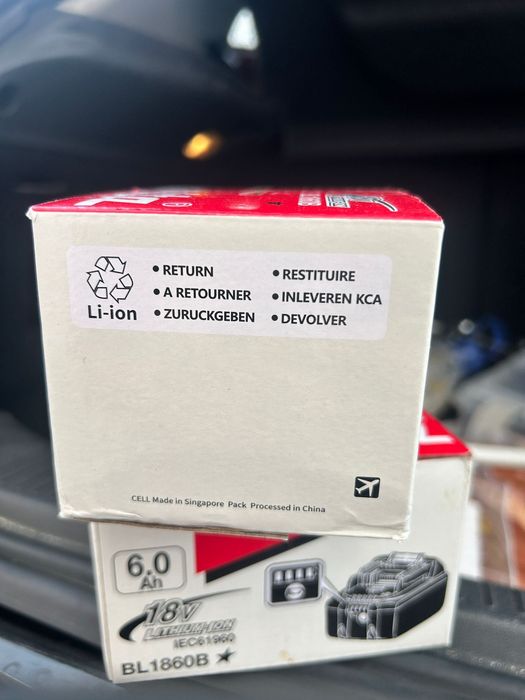 Li-ion
• RETURN
• A RETOURNER
• ZURUCKGEBEN
• RESTITUIRE
• INLEVEREN KCA
• DEVOLVER
CELL Made in Singapore Pack Processed in China
6.0
Ah
18V
LITHIUM-ION
IEC61960
BL1860B ★